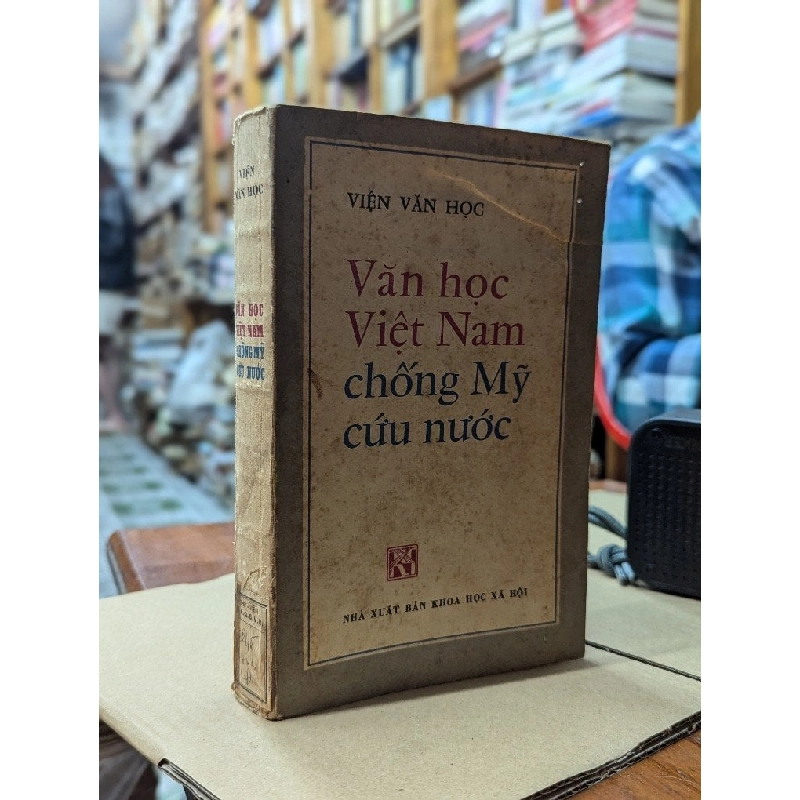 VIỆN VĂN HỌC
Văn học
Việt Nam
chống Mỹ
cứu nước
NHÀ XUẤT BẢN KHOA HỌC XÃ HỘI
VIỆN
VĂN HỌC
VĂN HỌC
VIỆT NAM
CHỐNG MỸ
CỨU NƯỚC